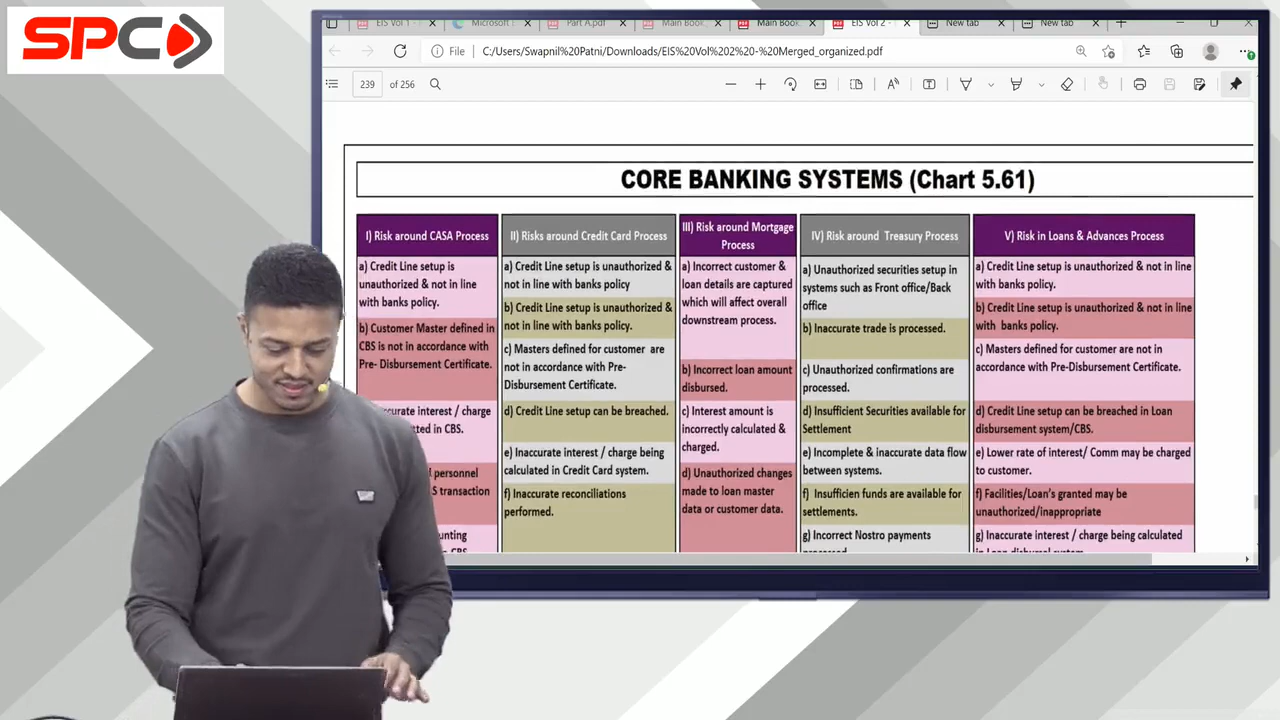 SPC
EIS Vol 1 -
Microsoft
Part A.pdf
Main Book
Main Book
EIS Vol 2 -
New tab
New tab
File C:/Users/Swapnil%20Patni/Downloads/EIS%20Vol%202%20-%20Merged_organized.pdf
239 of 256
CORE BANKING SYSTEMS (Chart 5.61)
I) Risk around CASA Process
a) Credit Line setup is
unauthorized & not in line
with banks policy.
b) Customer Master defined in
CBS is not in accordance with
Pre- Disbursement Certificate.
interest / charge
in CBS.
personnel
transaction
II) Risks around Credit Card Process
a) Credit Line setup is unauthorized &
not in line with banks policy
b) Credit Line setup is unauthorized &
not in line with banks policy.
c) Masters defined for customer are
not in accordance with Pre-
Disbursement Certificate.
d) Credit Line setup can be breached.
e) Inaccurate interest / charge being
calculated in Credit Card system.
f) Inaccurate reconciliations
performed.
III) Risk around Mortgage
Process
a) Incorrect customer &
loan details are captured
which will affect overall
downstream process.
b) Incorrect loan amount
disbursed.
c) Interest amount is
incorrectly calculated &
charged.
d) Unauthorized changes
made to loan master
data or customer data.
IV) Risk around Treasury Process
a) Unauthorized securities setup in
systems such as Front office/Back
office
b) Inaccurate trade is processed.
c) Unauthorized confirmations are
processed.
d) Insufficient Securities available for
Settlement
e) Incomplete & inaccurate data flow
between systems.
f) Insufficien funds are available for
settlements.
g) Incorrect Nostro payments
V) Risk in Loans & Advances Process
a) Credit Line setup is
unauthorized & not in line
with banks policy.
b) Credit Line setup is unauthorized & not in line
with banks policy.
c) Masters defined for customer are not in
accordance with Pre-Disbursement Certificate.
d) Credit Line setup can be breached in Loan
disbursement system/CBS.
e) Lower rate of interest/ Comm may be charged
to customer.
f) Facilities/Loan's granted may be
unauthorized/inappropriate
g) Inaccurate interest / charge being calculated